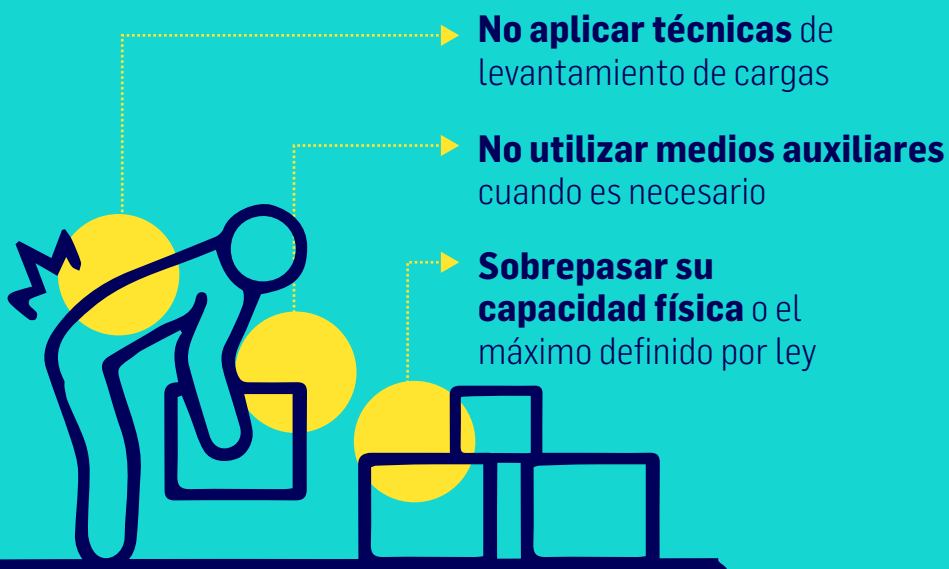 No aplicar técnicas de
levantamiento de cargas
No utilizar medios auxiliares
cuando es necesario
Sobrepasar su
capacidad física o el
máximo definido por ley